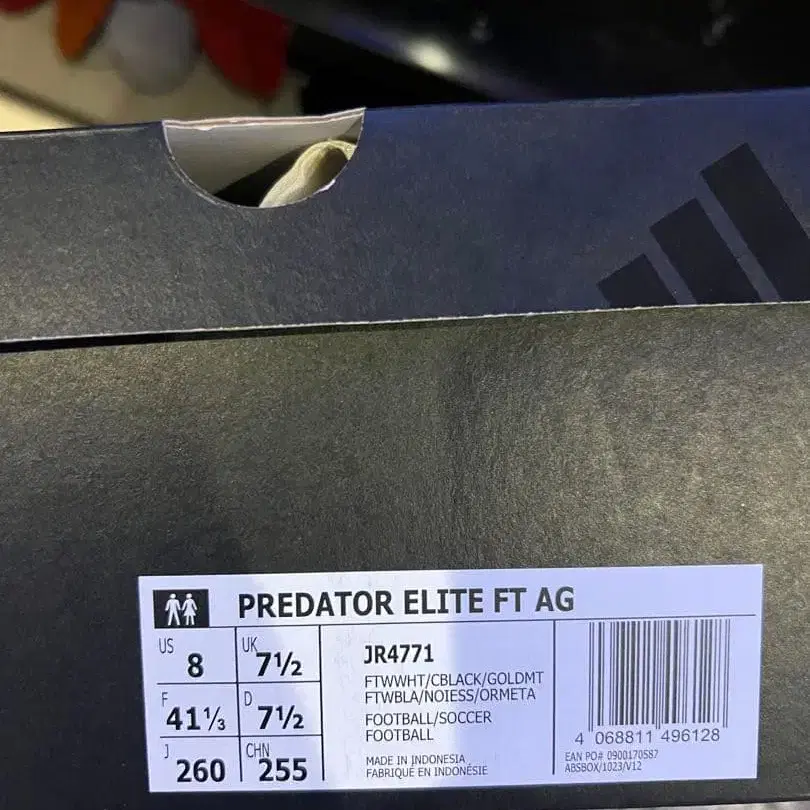 PREDATOR ELITE FT AG
US 8 UK 7½
F 41⅓ D 7½
J 260 CHN 255
JR4771
FTWWHT/CBLACK/GOLDMT
FTWBLA/NOIESS/ORMETA
FOOTBALL/SOCCER
FOOTBALL
MADE IN INDONESIA
FABRIQUÉ EN INDONÉSIE
4 068811 496128
EAN PO# 0900170587
ABSBOX/1023/V12